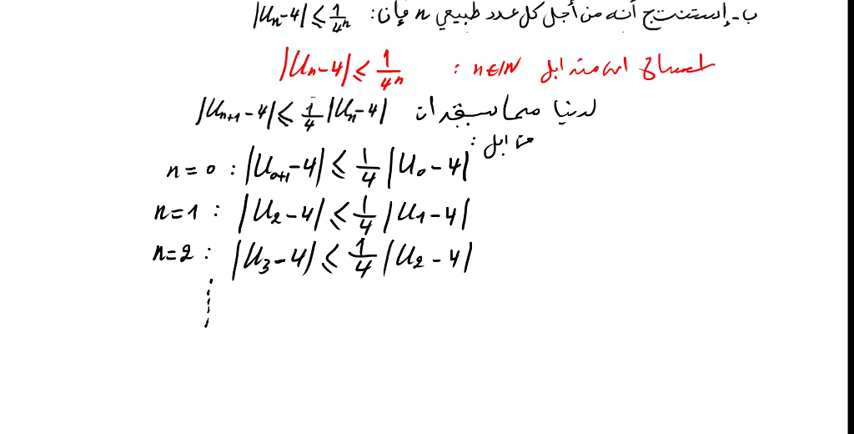 ب - إستنتج أنه من أجل كل عدد طبيعي n فإن: |Uₙ-4| ≤ 1/4ⁿ
n∈ℕ : |Uₙ-4| ≤ 1/4ⁿ
لدينا مما سبق |Uₙ₊₁-4| ≤ 1/4 |Uₙ-4|
n=0 : |U₀₊₁-4| ≤ 1/4 |U₀-4|
n=1 : |U₂-4| ≤ 1/4 |U₁-4|
n=2 : |U₃-4| ≤ 1/4 |U₂-4|